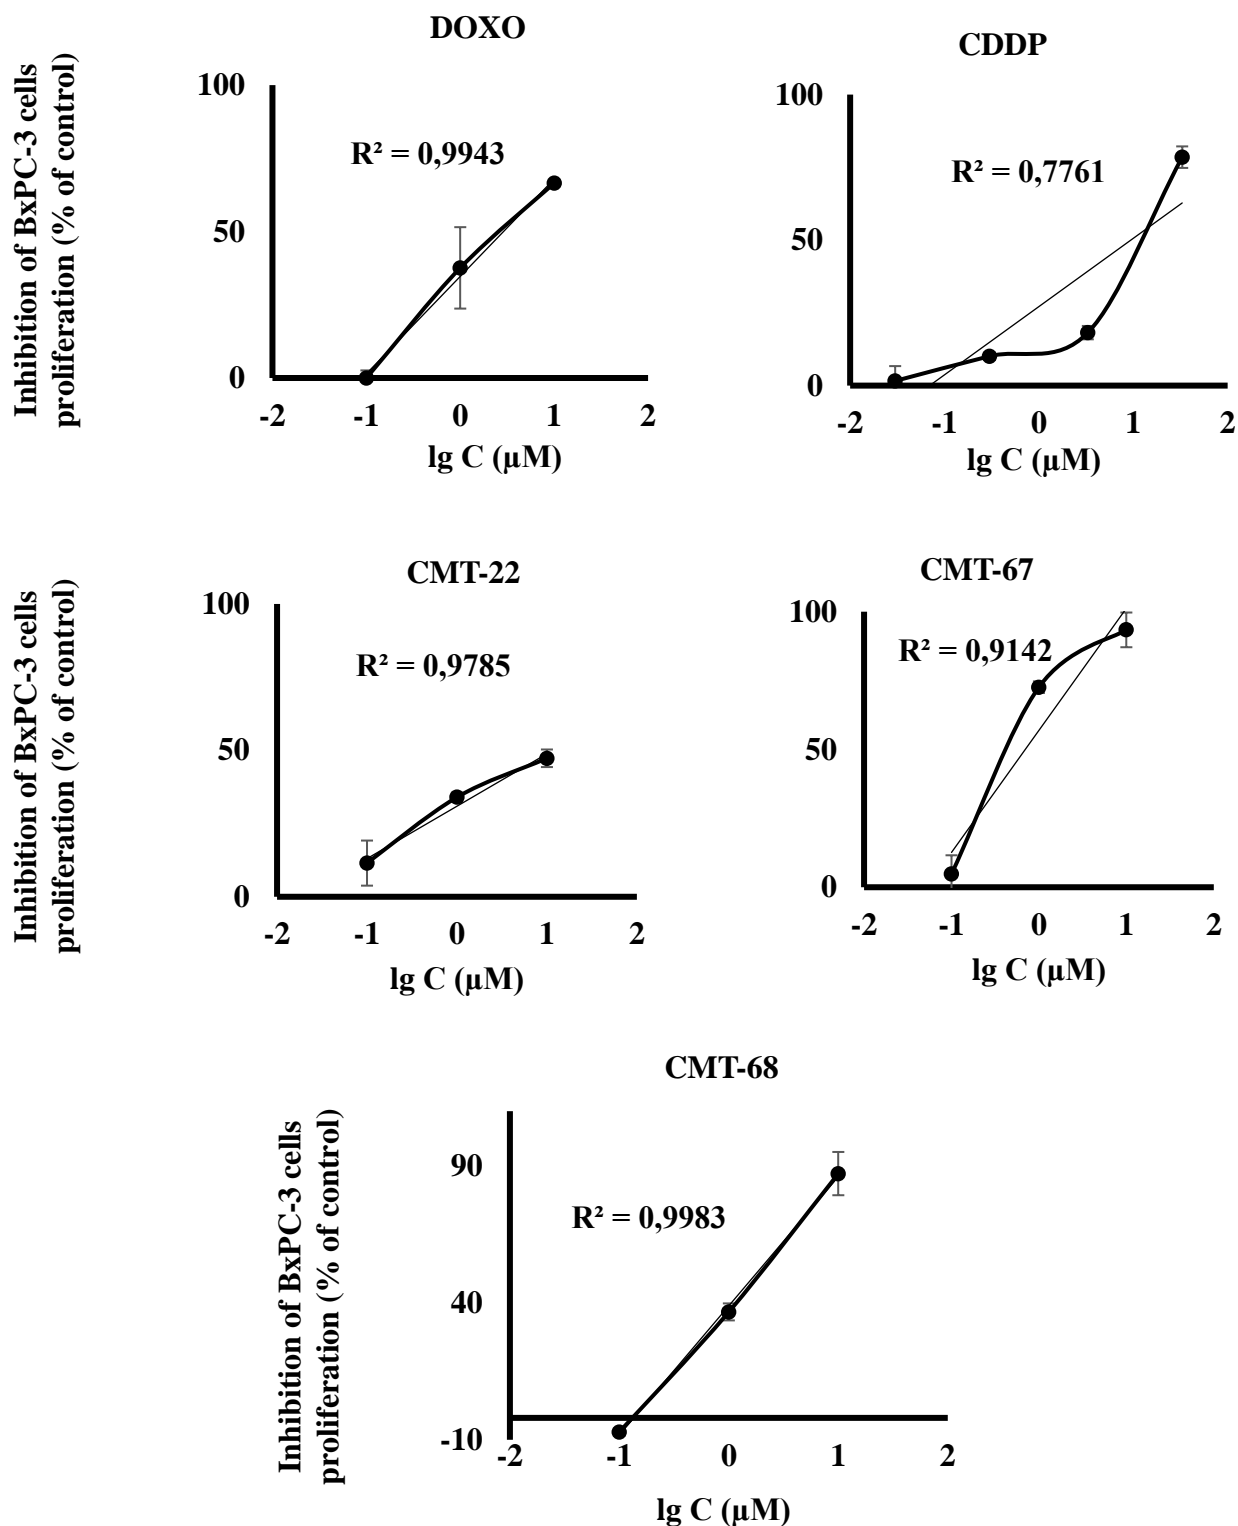 DOXO
Inhibition of BxPC-3 cells
proliferation (% of control)
100
50
0
R² = 0,9943
-2 -1 0 1 2
lg C (µM)
CDDP
100
50
0
R² = 0,7761
-2 -1 0 1 2
lg C (µM)
CMT-22
Inhibition of BxPC-3 cells
proliferation (% of control)
100
50
0
R² = 0,9785
-2 -1 0 1 2
lg C (µM)
CMT-67
100
50
0
R² = 0,9142
-2 -1 0 1 2
lg C (µM)
CMT-68
Inhibition of BxPC-3 cells
proliferation (% of control)
90
40
-10
R² = 0,9983
-2 -1 0 1 2
lg C (µM)